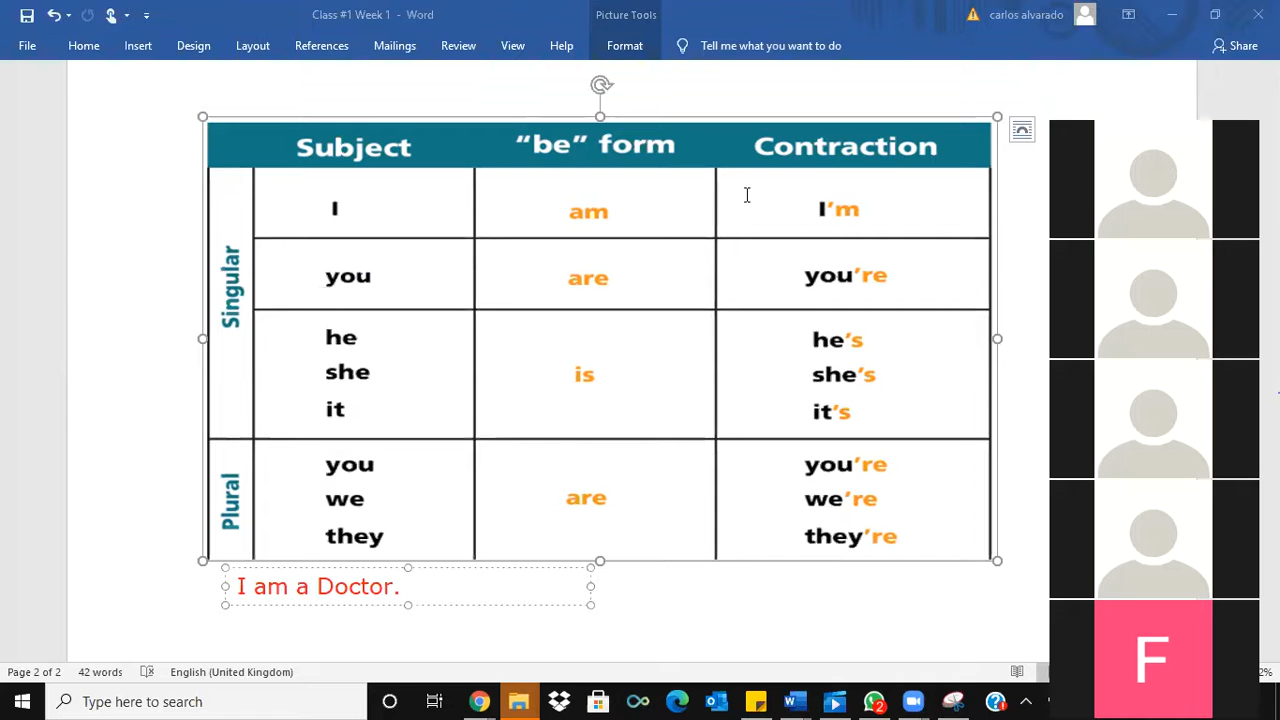 Class #1 Week 1 - Word
Picture Tools
carlos alvarado
File Home Insert Design Layout References Mailings Review View Help Format Tell me what you want to do Share
Subject "be" form Contraction
Singular
I am I'm
you are you're
he he's
she is she's
it it's
Plural
you you're
we are we're
they they're
I am a Doctor.
F
Page 2 of 2 42 words English (United Kingdom) 2%
Type here to search
2